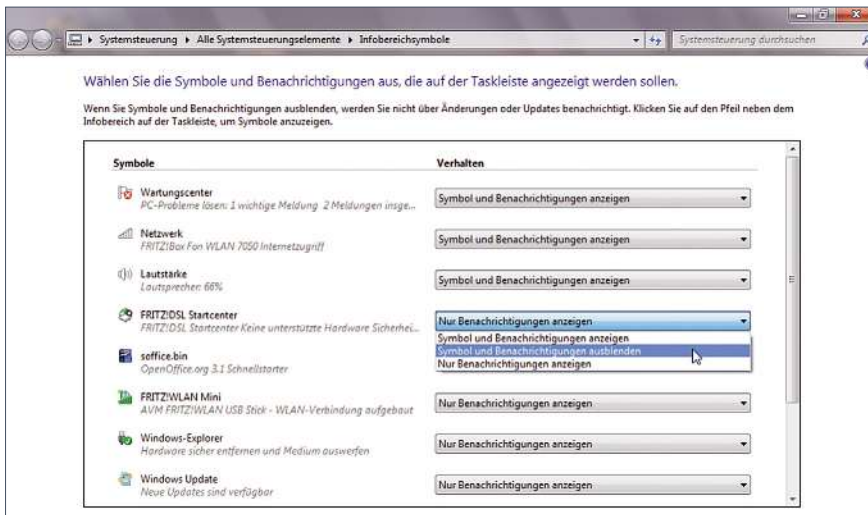 Systemsteuerung Alle Systemsteuerungselemente Infobereichsymbole Systemsteuerung durchsuchen
Wählen Sie die Symbole und Benachrichtigungen aus, die auf der Taskleiste angezeigt werden sollen.
Wenn Sie Symbole und Benachrichtigungen ausblenden, werden Sie nicht über Änderungen oder Updates benachrichtigt. Klicken Sie auf den Pfeil neben dem
Infobereich auf der Taskleiste, um Symbole anzuzeigen.
Symbole Verhalten
Wartungscenter
PC-Probleme lösen: 1 wichtige Meldung 2 Meldungen insge...
Symbol und Benachrichtigungen anzeigen
Netzwerk
FRITZ!Box Fon WLAN 7050 Internetzugriff
Symbol und Benachrichtigungen anzeigen
Lautstärke
Lautsprecher: 66%
Symbol und Benachrichtigungen anzeigen
FRITZ!DSL Startcenter
FRITZ!DSL Startcenter Keine unterstützte Hardware Sicherhei...
Nur Benachrichtigungen anzeigen
Symbol und Benachrichtigungen anzeigen
Symbol und Benachrichtigungen ausblenden
Nur Benachrichtigungen anzeigen
soffice.bin
OpenOffice.org 3.1 Schnellstarter
FRITZ!WLAN Mini
AVM FRITZ!WLAN USB Stick - WLAN-Verbindung aufgebaut
Nur Benachrichtigungen anzeigen
Windows-Explorer
Hardware sicher entfernen und Medium auswerfen
Nur Benachrichtigungen anzeigen
Windows Update
Neue Updates sind verfügbar
Nur Benachrichtigungen anzeigen